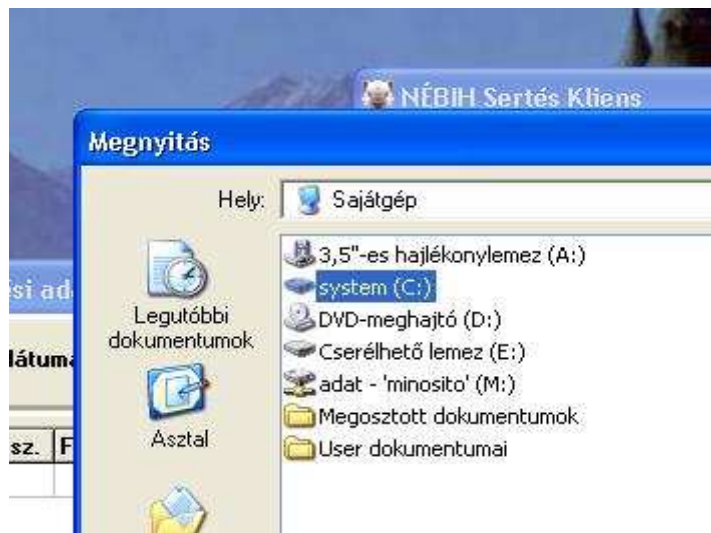 NÉBIH Sertés Kliens
Megnyitás
Hely:
Sajátgép
3,5"-es hajlékonylemez (A:)
system (C:)
DVD-meghajtó (D:)
Cserélhető lemez (E:)
adat - 'minosito' (M:)
Megosztott dokumentumok
User dokumentumai
Legutóbbi
dokumentumok
Asztal
si ad
látuma
sz. F